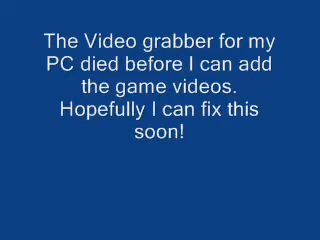 The Video grabber for my
PC died before I can add
the game videos.
Hopefully I can fix this
soon!